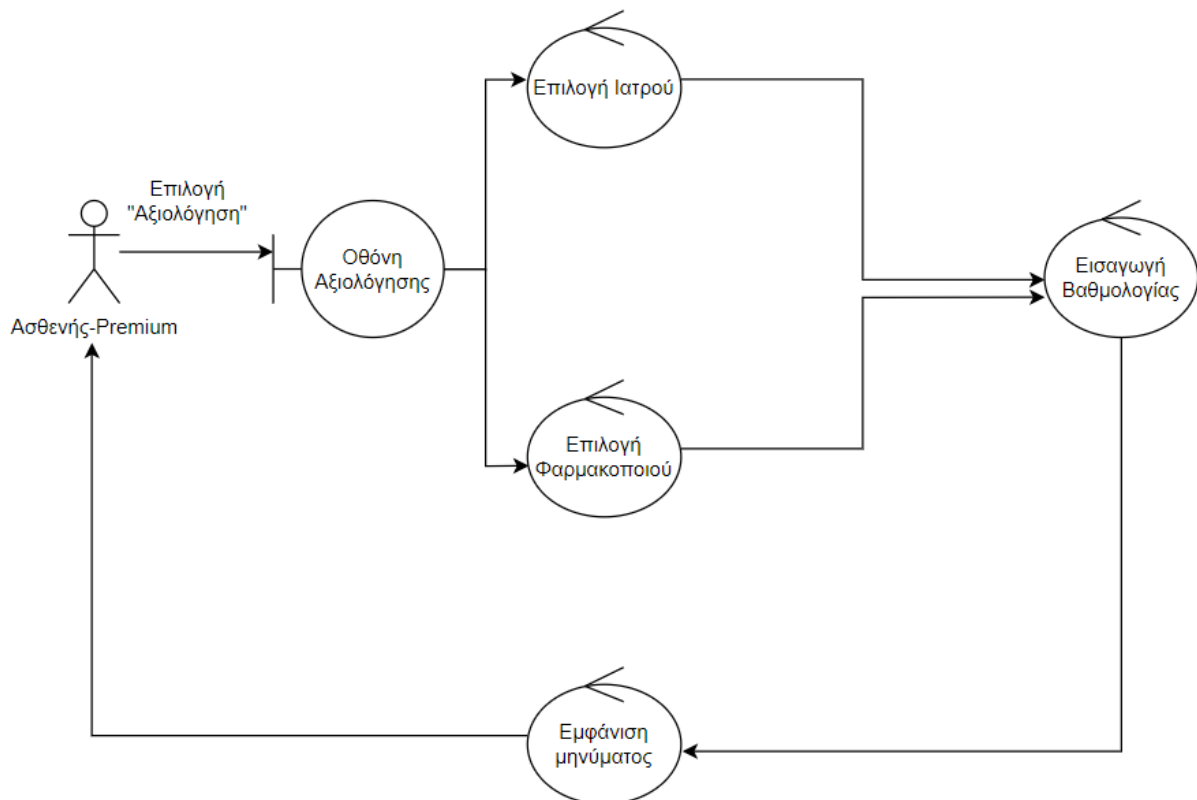 Επιλογή Ιατρού
Επιλογή
"Αξιολόγηση"
Οθόνη
Αξιολόγησης
Εισαγωγή
Βαθμολογίας
Ασθενής-Premium
Επιλογή
Φαρμακοποιού
Εμφάνιση
μηνύματος